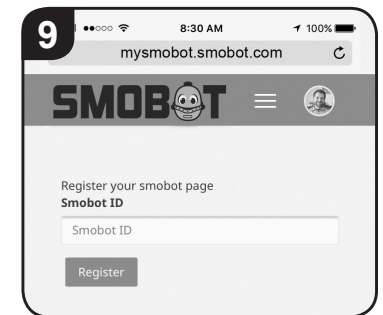 9
8:30 AM 100%
mysmobot.smobot.com
SMOBOT
Register your smobot page
Smobot ID
Smobot ID
Register